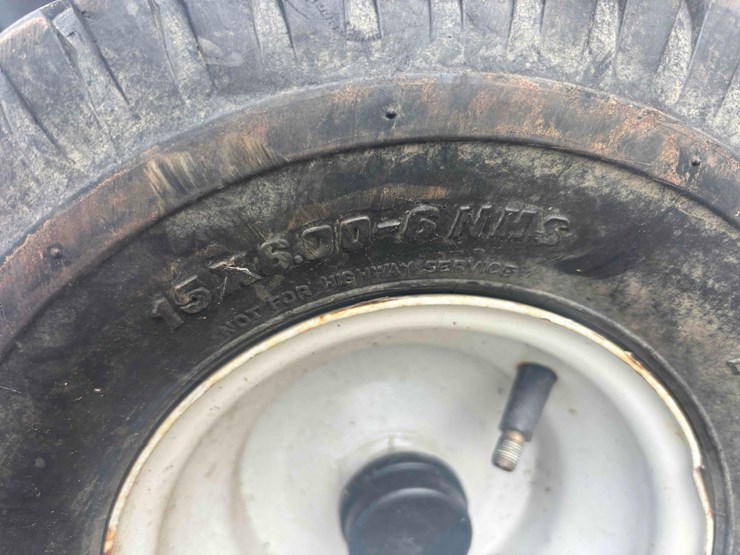 15X6.00-6 NHS
NOT FOR HIGHWAY SERVICE